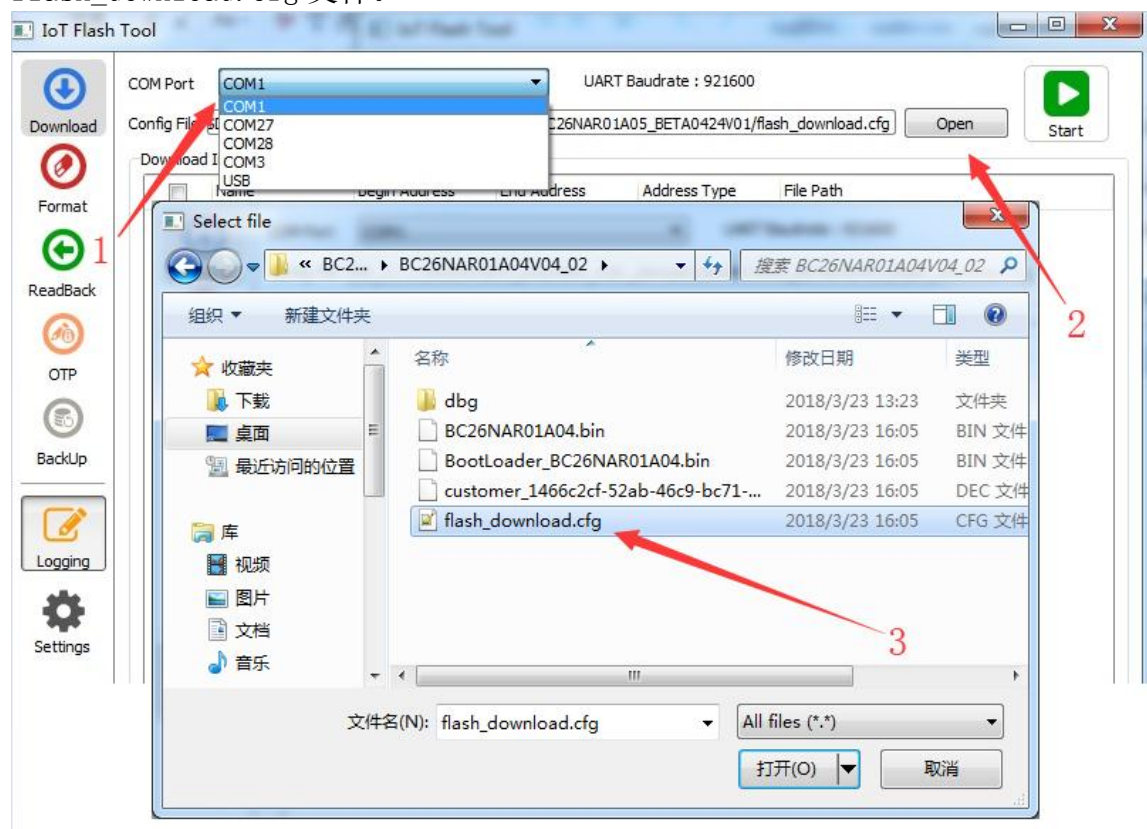 flash_download.cfg 文件。
IoT Flash Tool
COM Port COM1 UART Baudrate : 921600
COM1
Config File C26NAR01A05_BETA0424V01/flash_download.cfg Open Start
COM27
COM28
Download COM3
USB
Name Begin Address End Address Address Type File Path
Format
ReadBack
OTP
BackUp
Logging
Settings
1
2
3
Select file
« BC2... BC26NAR01A04V04_02 搜索 BC26NAR01A04V04_02
组织 新建文件夹
名称 修改日期 类型
收藏夹
下载
桌面
最近访问的位置
库
视频
图片
文档
音乐
dbg 2018/3/23 13:23 文件夹
BC26NAR01A04.bin 2018/3/23 16:05 BIN 文件
BootLoader_BC26NAR01A04.bin 2018/3/23 16:05 BIN 文件
customer_1466c2cf-52ab-46c9-bc71-... 2018/3/23 16:05 DEC 文件
flash_download.cfg 2018/3/23 16:05 CFG 文件
文件名(N): flash_download.cfg All files (*.*)
打开(O) 取消